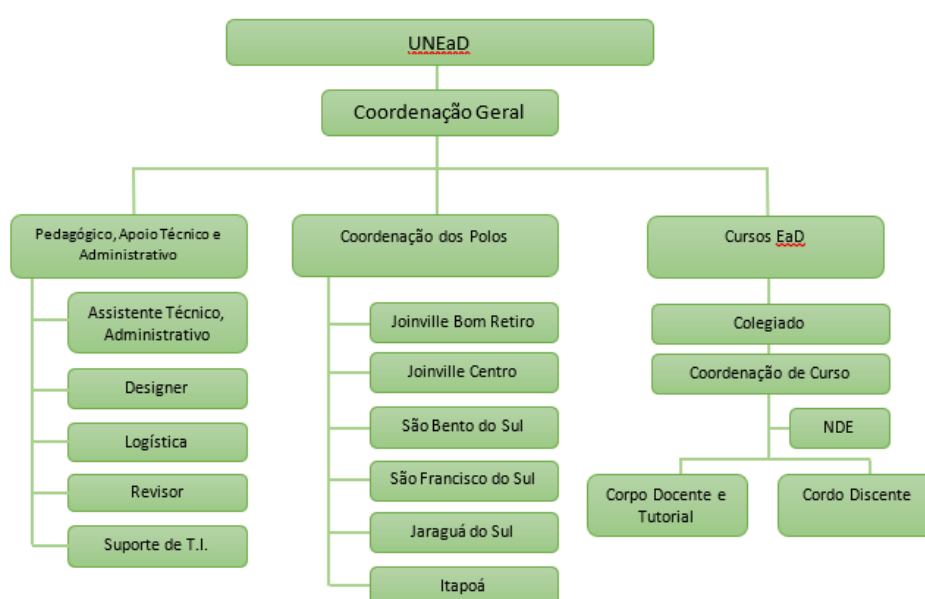 UNEaD
Coordenação Geral
Pedagógico, Apoio Técnico e
Administrativo
Assistente Técnico,
Administrativo
Designer
Logística
Revisor
Suporte de T.I.
Coordenação dos Polos
Joinville Bom Retiro
Joinville Centro
São Bento do Sul
São Francisco do Sul
Jaraguá do Sul
Itapoá
Cursos EaD
Colegiado
Coordenação de Curso
NDE
Corpo Docente e
Tutorial
Cordo Discente